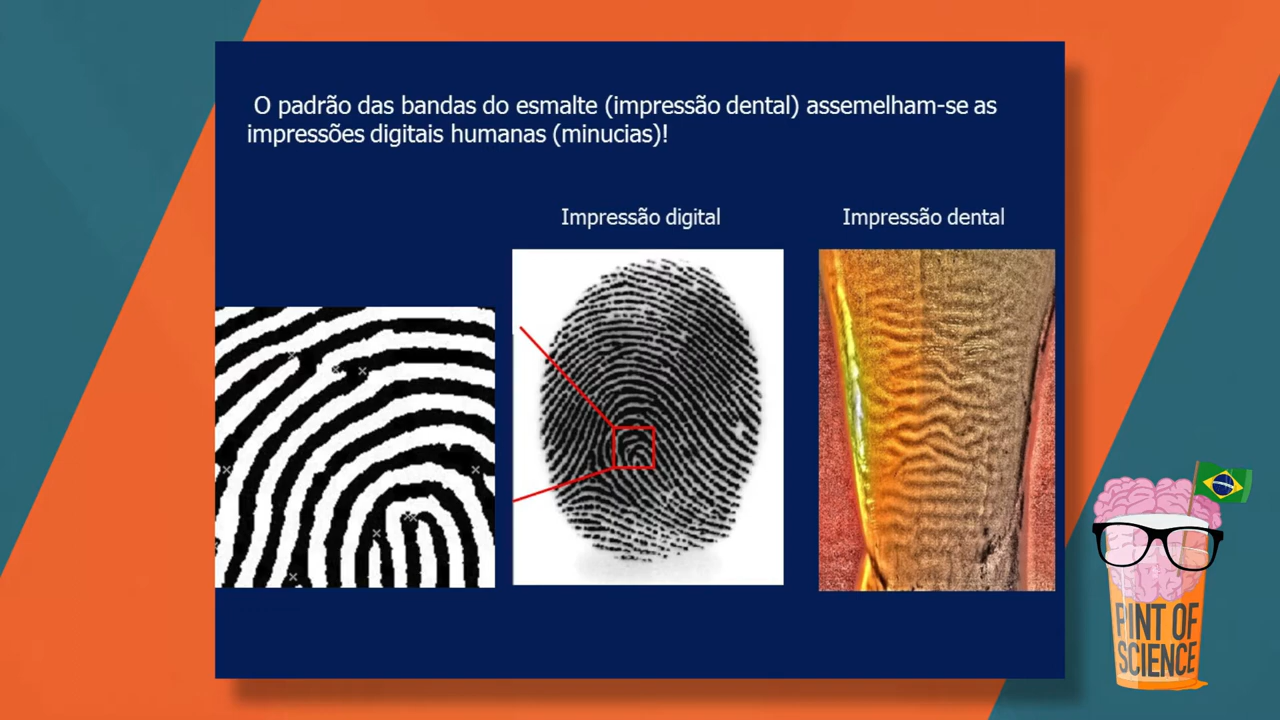 O padrão das bandas do esmalte (impressão dental) assemelham-se as
impressões digitais humanas (minucias)!
Impressão digital
Impressão dental
PINT OF
SCIENCE